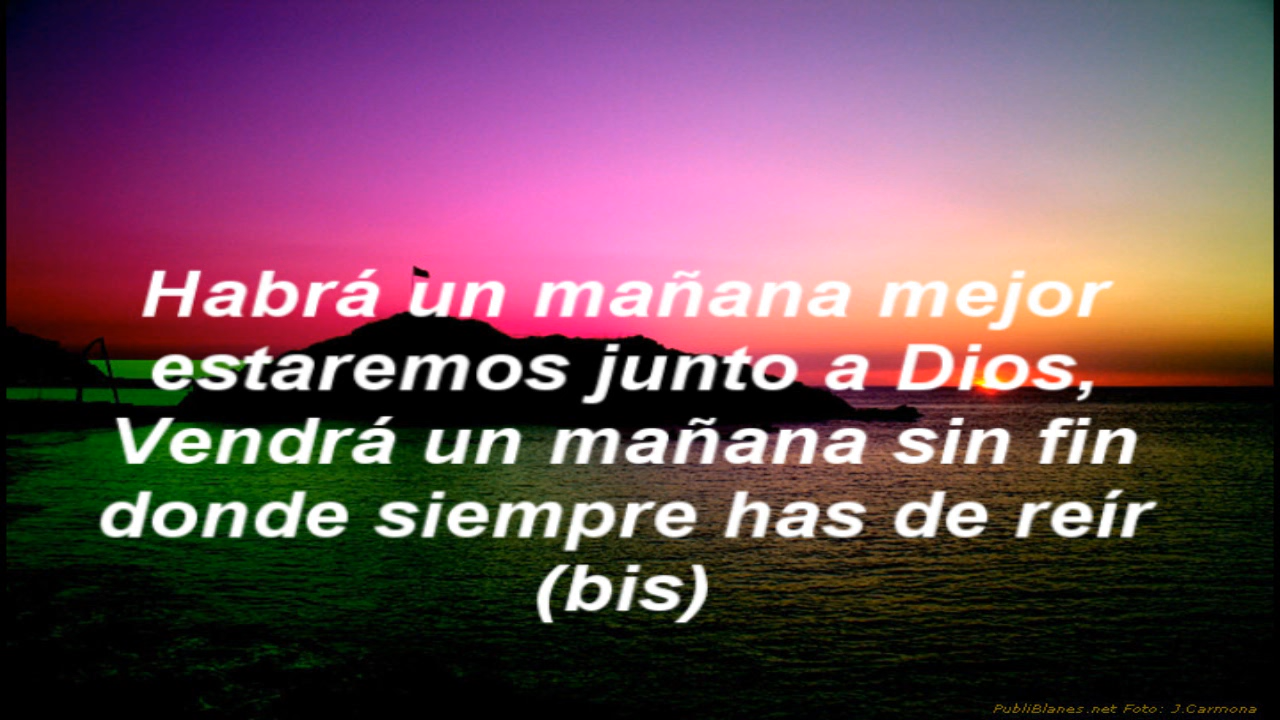 Habrá un mañana mejor
estaremos junto a Dios,
Vendrá un mañana sin fin
donde siempre has de reír
(bis)
PubliBlanes.net Foto: J.Carmona